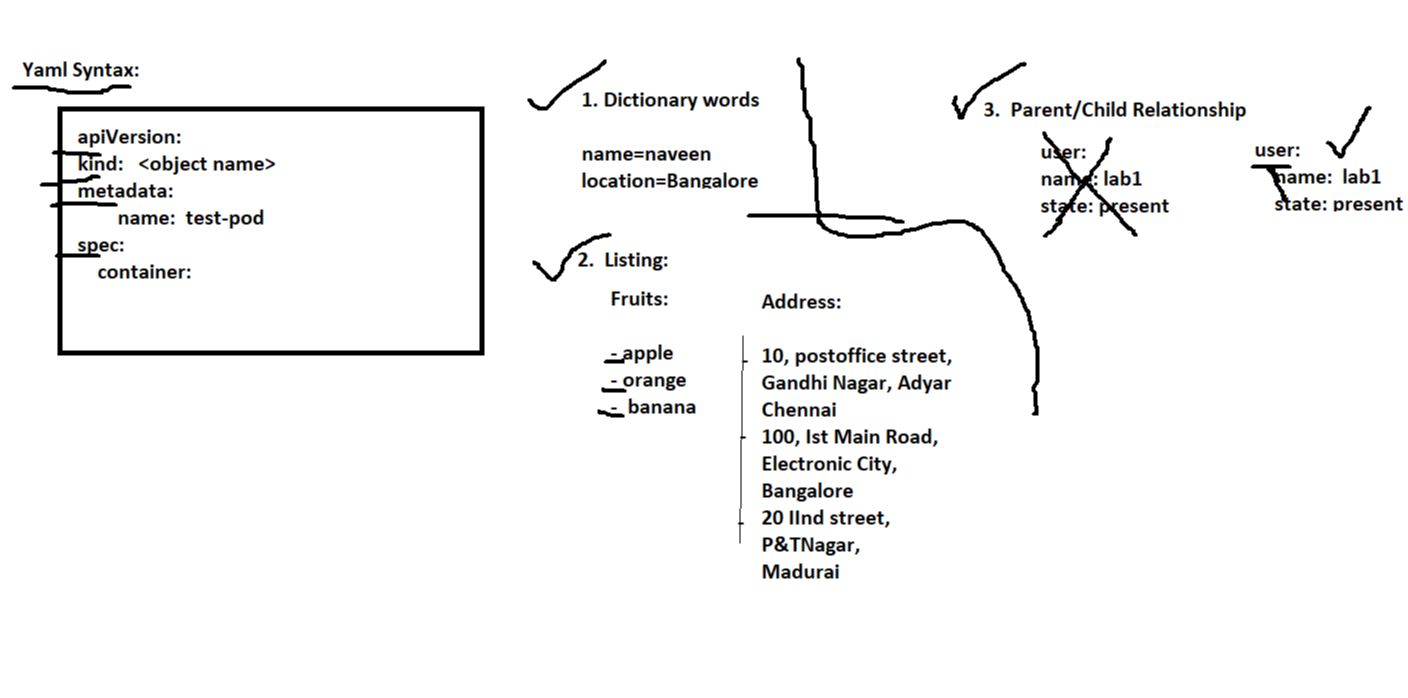 Yaml Syntax:
apiVersion:
kind: <object name>
metadata:
name: test-pod
spec:
container:
1. Dictionary words
name=naveen
location=Bangalore
2. Listing:
Fruits:
- apple
- orange
- banana
Address:
- 10, postoffice street,
Gandhi Nagar, Adyar
Chennai
- 100, Ist Main Road,
Electronic City,
Bangalore
- 20 IInd street,
P&TNagar,
Madurai
3. Parent/Child Relationship
user:
name: lab1
state: present
user:
name: lab1
state: present